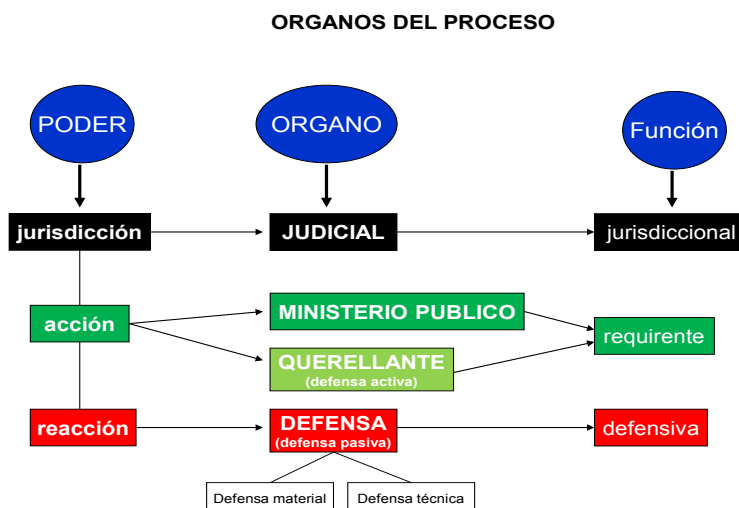 ORGANOS DEL PROCESO
PODER
ORGANO
Función
jurisdicción
JUDICIAL
jurisdiccional
acción
MINISTERIO PUBLICO
QUERELLANTE
(defensa activa)
requirente
reacción
DEFENSA
(defensa pasiva)
defensiva
Defensa material
Defensa técnica